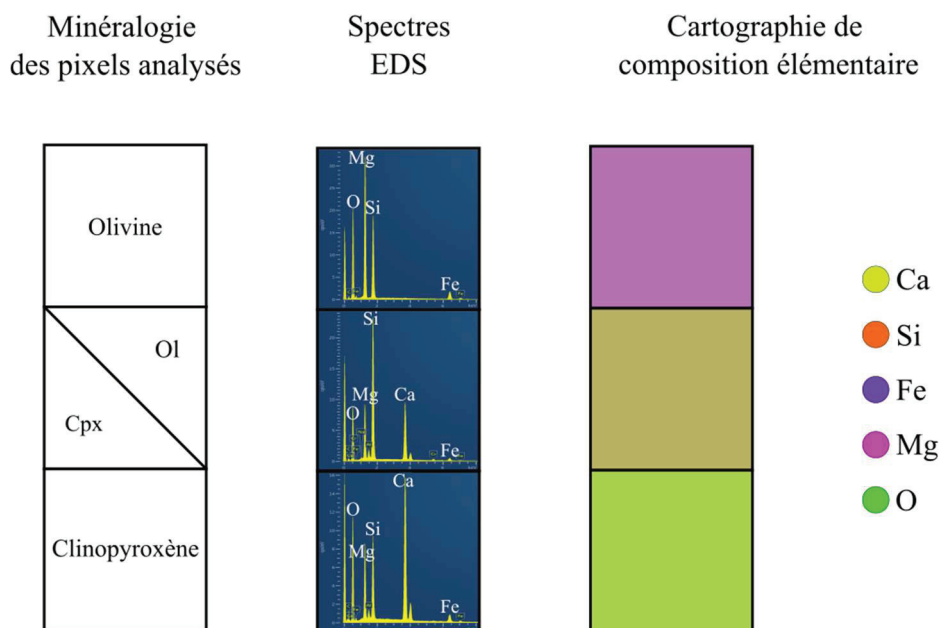 Minéralogie
des pixels analysés
Spectres
EDS
Cartographie de
composition élémentaire
Olivine
Mg
O
Si
Fe
Ol
Cpx
Si
Mg
O
Ca
Fe
Clinopyroxène
Ca
O
Si
Mg
Fe
Ca
Si
Fe
Mg
O